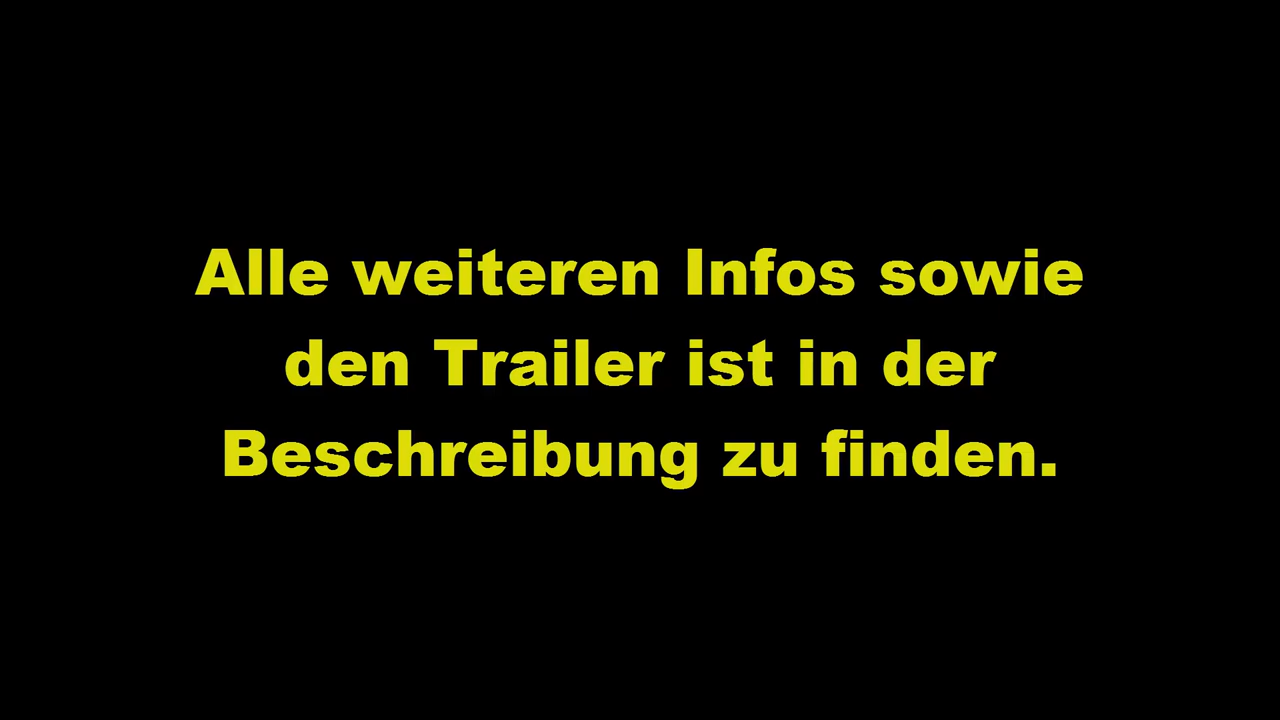 Alle weiteren Infos sowie
den Trailer ist in der
Beschreibung zu finden.